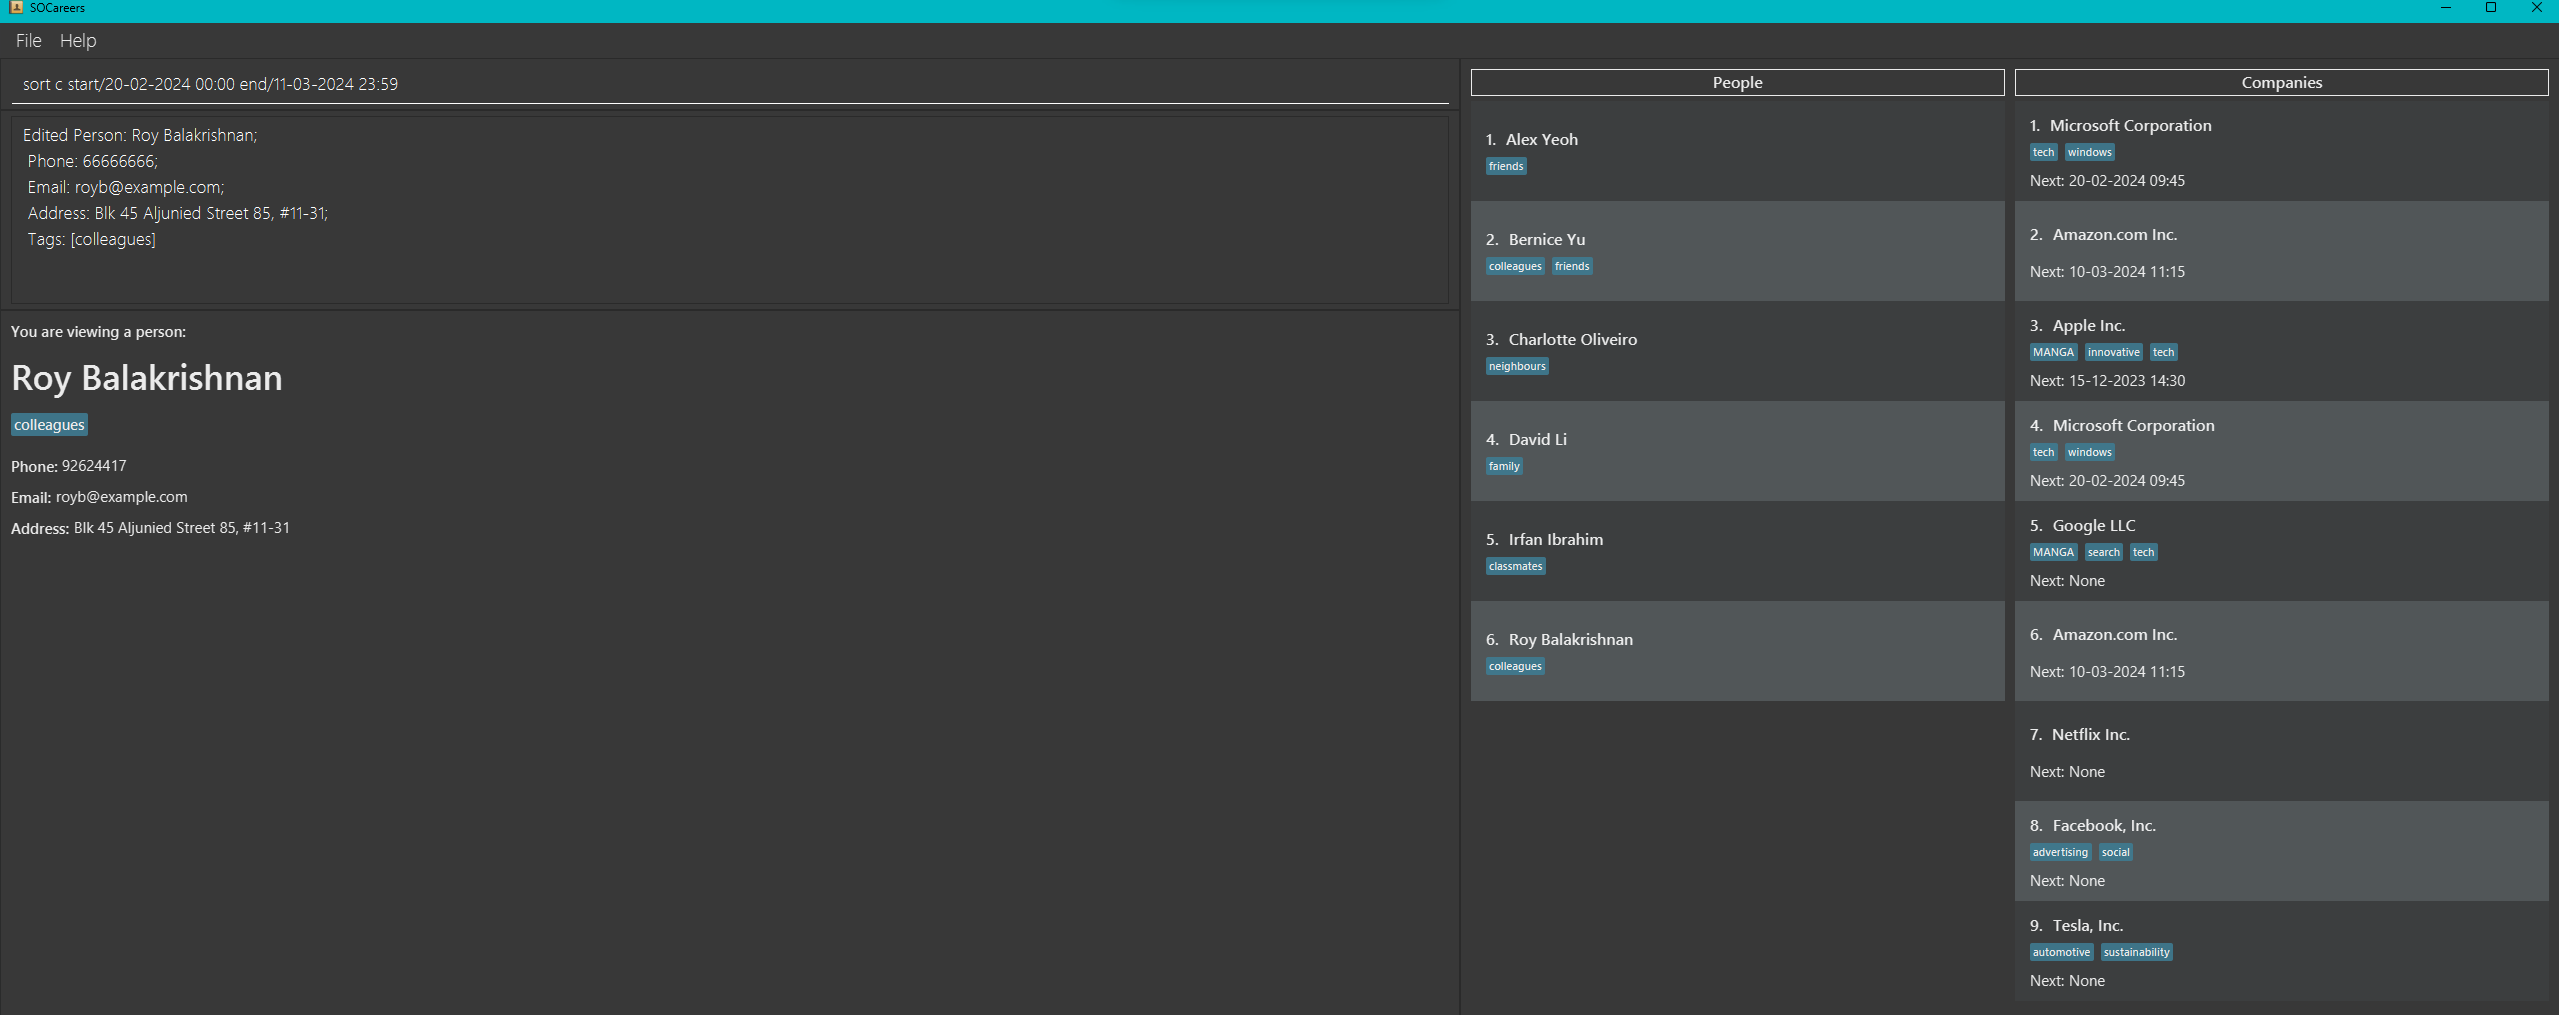 SOCareers
File Help
sort c start/20-02-2024 00:00 end/11-03-2024 23:59
Edited Person: Roy Balakrishnan;
Phone: 66666666;
Email: royb@example.com;
Address: Blk 45 Aljunied Street 85, #11-31;
Tags: [colleagues]
You are viewing a person:
Roy Balakrishnan
colleagues
Phone: 92624417
Email: royb@example.com
Address: Blk 45 Aljunied Street 85, #11-31
People
1. Alex Yeoh
friends
2. Bernice Yu
colleagues friends
3. Charlotte Oliveiro
neighbours
4. David Li
family
5. Irfan Ibrahim
classmates
6. Roy Balakrishnan
colleagues
Companies
1. Microsoft Corporation
tech windows
Next: 20-02-2024 09:45
2. Amazon.com Inc.
Next: 10-03-2024 11:15
3. Apple Inc.
MANGA innovative tech
Next: 15-12-2023 14:30
4. Microsoft Corporation
tech windows
Next: 20-02-2024 09:45
5. Google LLC
MANGA search tech
Next: None
6. Amazon.com Inc.
Next: 10-03-2024 11:15
7. Netflix Inc.
Next: None
8. Facebook, Inc.
advertising social
Next: None
9. Tesla, Inc.
automotive sustainability
Next: None